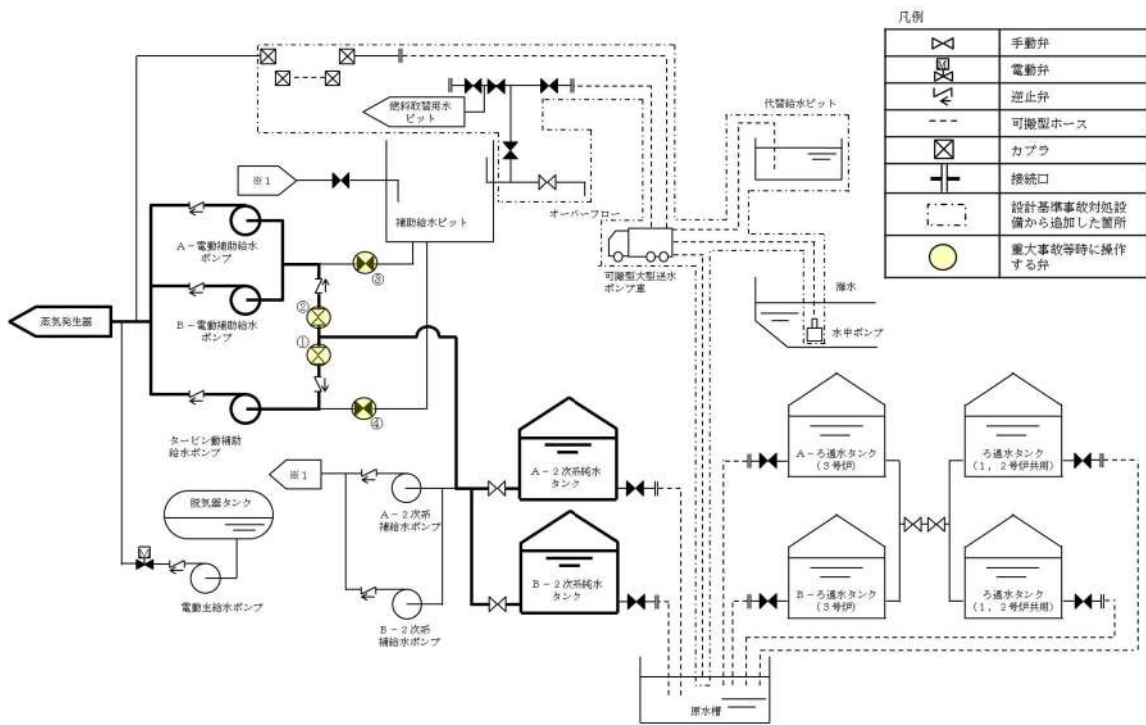 凡例
手動弁
M
電動弁
逆止弁
可搬型ホース
カプラ
接続口
設計基準事故対処設
備から追加した箇所
重大事故等時に操作
する弁
燃料取替用水
ピット
代替給水ピット
※1
補助給水ピット
オーバーフロー
A-電動補助給水
ポンプ
③
可搬型大型送水
ポンプ車
②
海水
B-電動補助給水
ポンプ
蒸気発生器
①
水中ポンプ
④
タービン動補助
給水ポンプ
※1
A-2次系純水
タンク
A-ろ過水タンク
(3号炉)
ろ過水タンク
(1,2号炉共用)
脱気器タンク
A-2次系
補給水ポンプ
M
B-2次系純水
タンク
B-ろ過水タンク
(3号炉)
ろ過水タンク
(1,2号炉共用)
電動主給水ポンプ
B-2次系
補給水ポンプ
原水槽